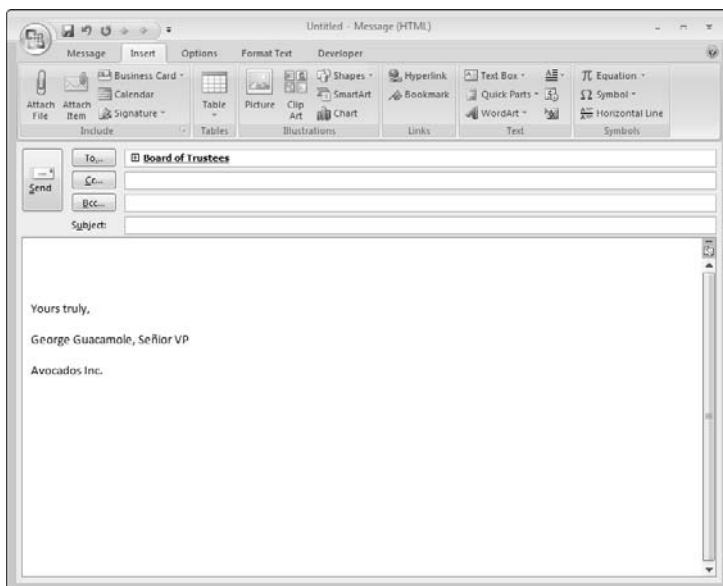 Untitled - Message (HTML)
Message Insert Options Format Text Developer
Attach File
Attach Item
Business Card
Calendar
Signature
Include
Table
Tables
Picture
Clip Art
Shapes
SmartArt
Chart
Illustrations
Hyperlink
Bookmark
Links
Text Box
Quick Parts
WordArt
Text
π Equation
Ω Symbol
Horizontal Line
Symbols
Send
To...
Board of Trustees
Cc...
Bcc...
Subject:
Yours truly,
George Guacamole, Señior VP
Avocados Inc.